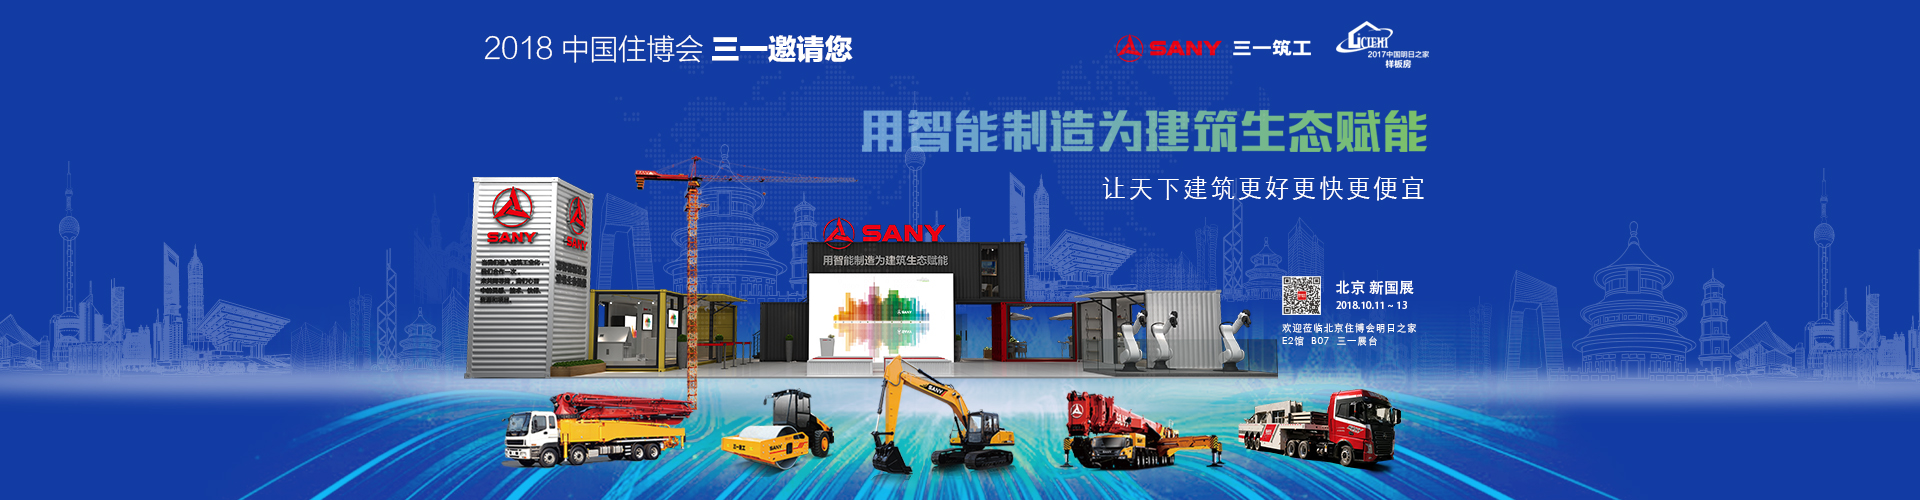 2018 中国住博会 三一邀请您
SANY 三一筑工
2017中国明日之家
样板房
用智能制造为建筑生态赋能
让天下建筑更好更快更便宜
SANY
SANY
SANY
用智能制造为建筑生态赋能
北京 新国展
2018.10.11 ~ 13
欢迎莅临北京住博会明日之家
E2馆 B07 三一展台
SANY
SANY